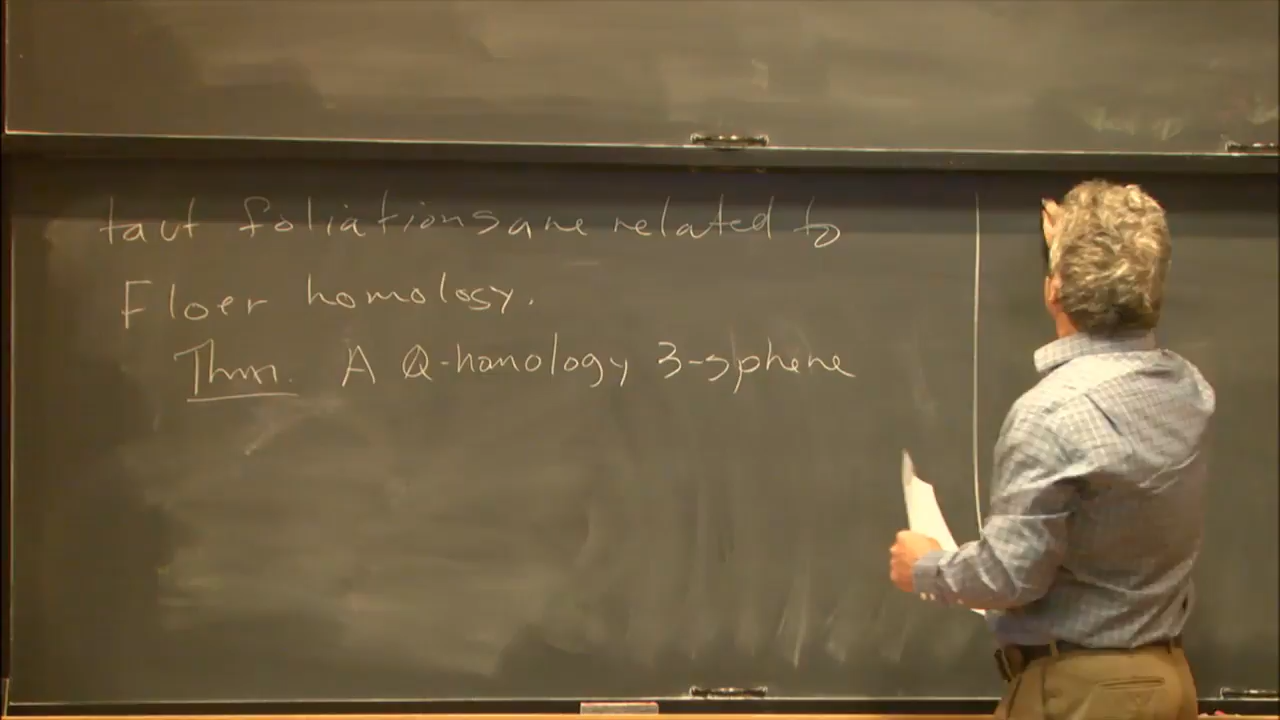 taut foliations are related to
Floer homology.
Thm. A Q-homology 3-sphere